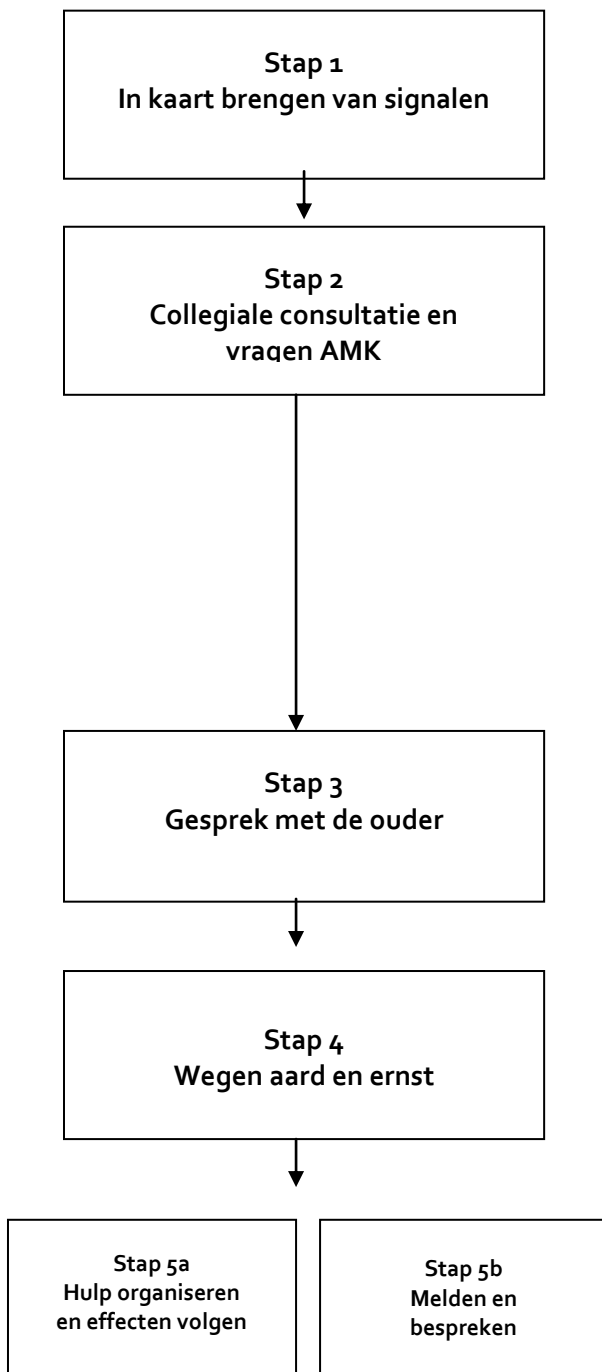 Stap 1
In kaart brengen van signalen
Stap 2
Collegiale consultatie en
vragen AMK
Stap 3
Gesprek met de ouder
Stap 4
Wegen aard en ernst
Stap 5a
Hulp organiseren
en effecten volgen
Stap 5b
Melden en
bespreken